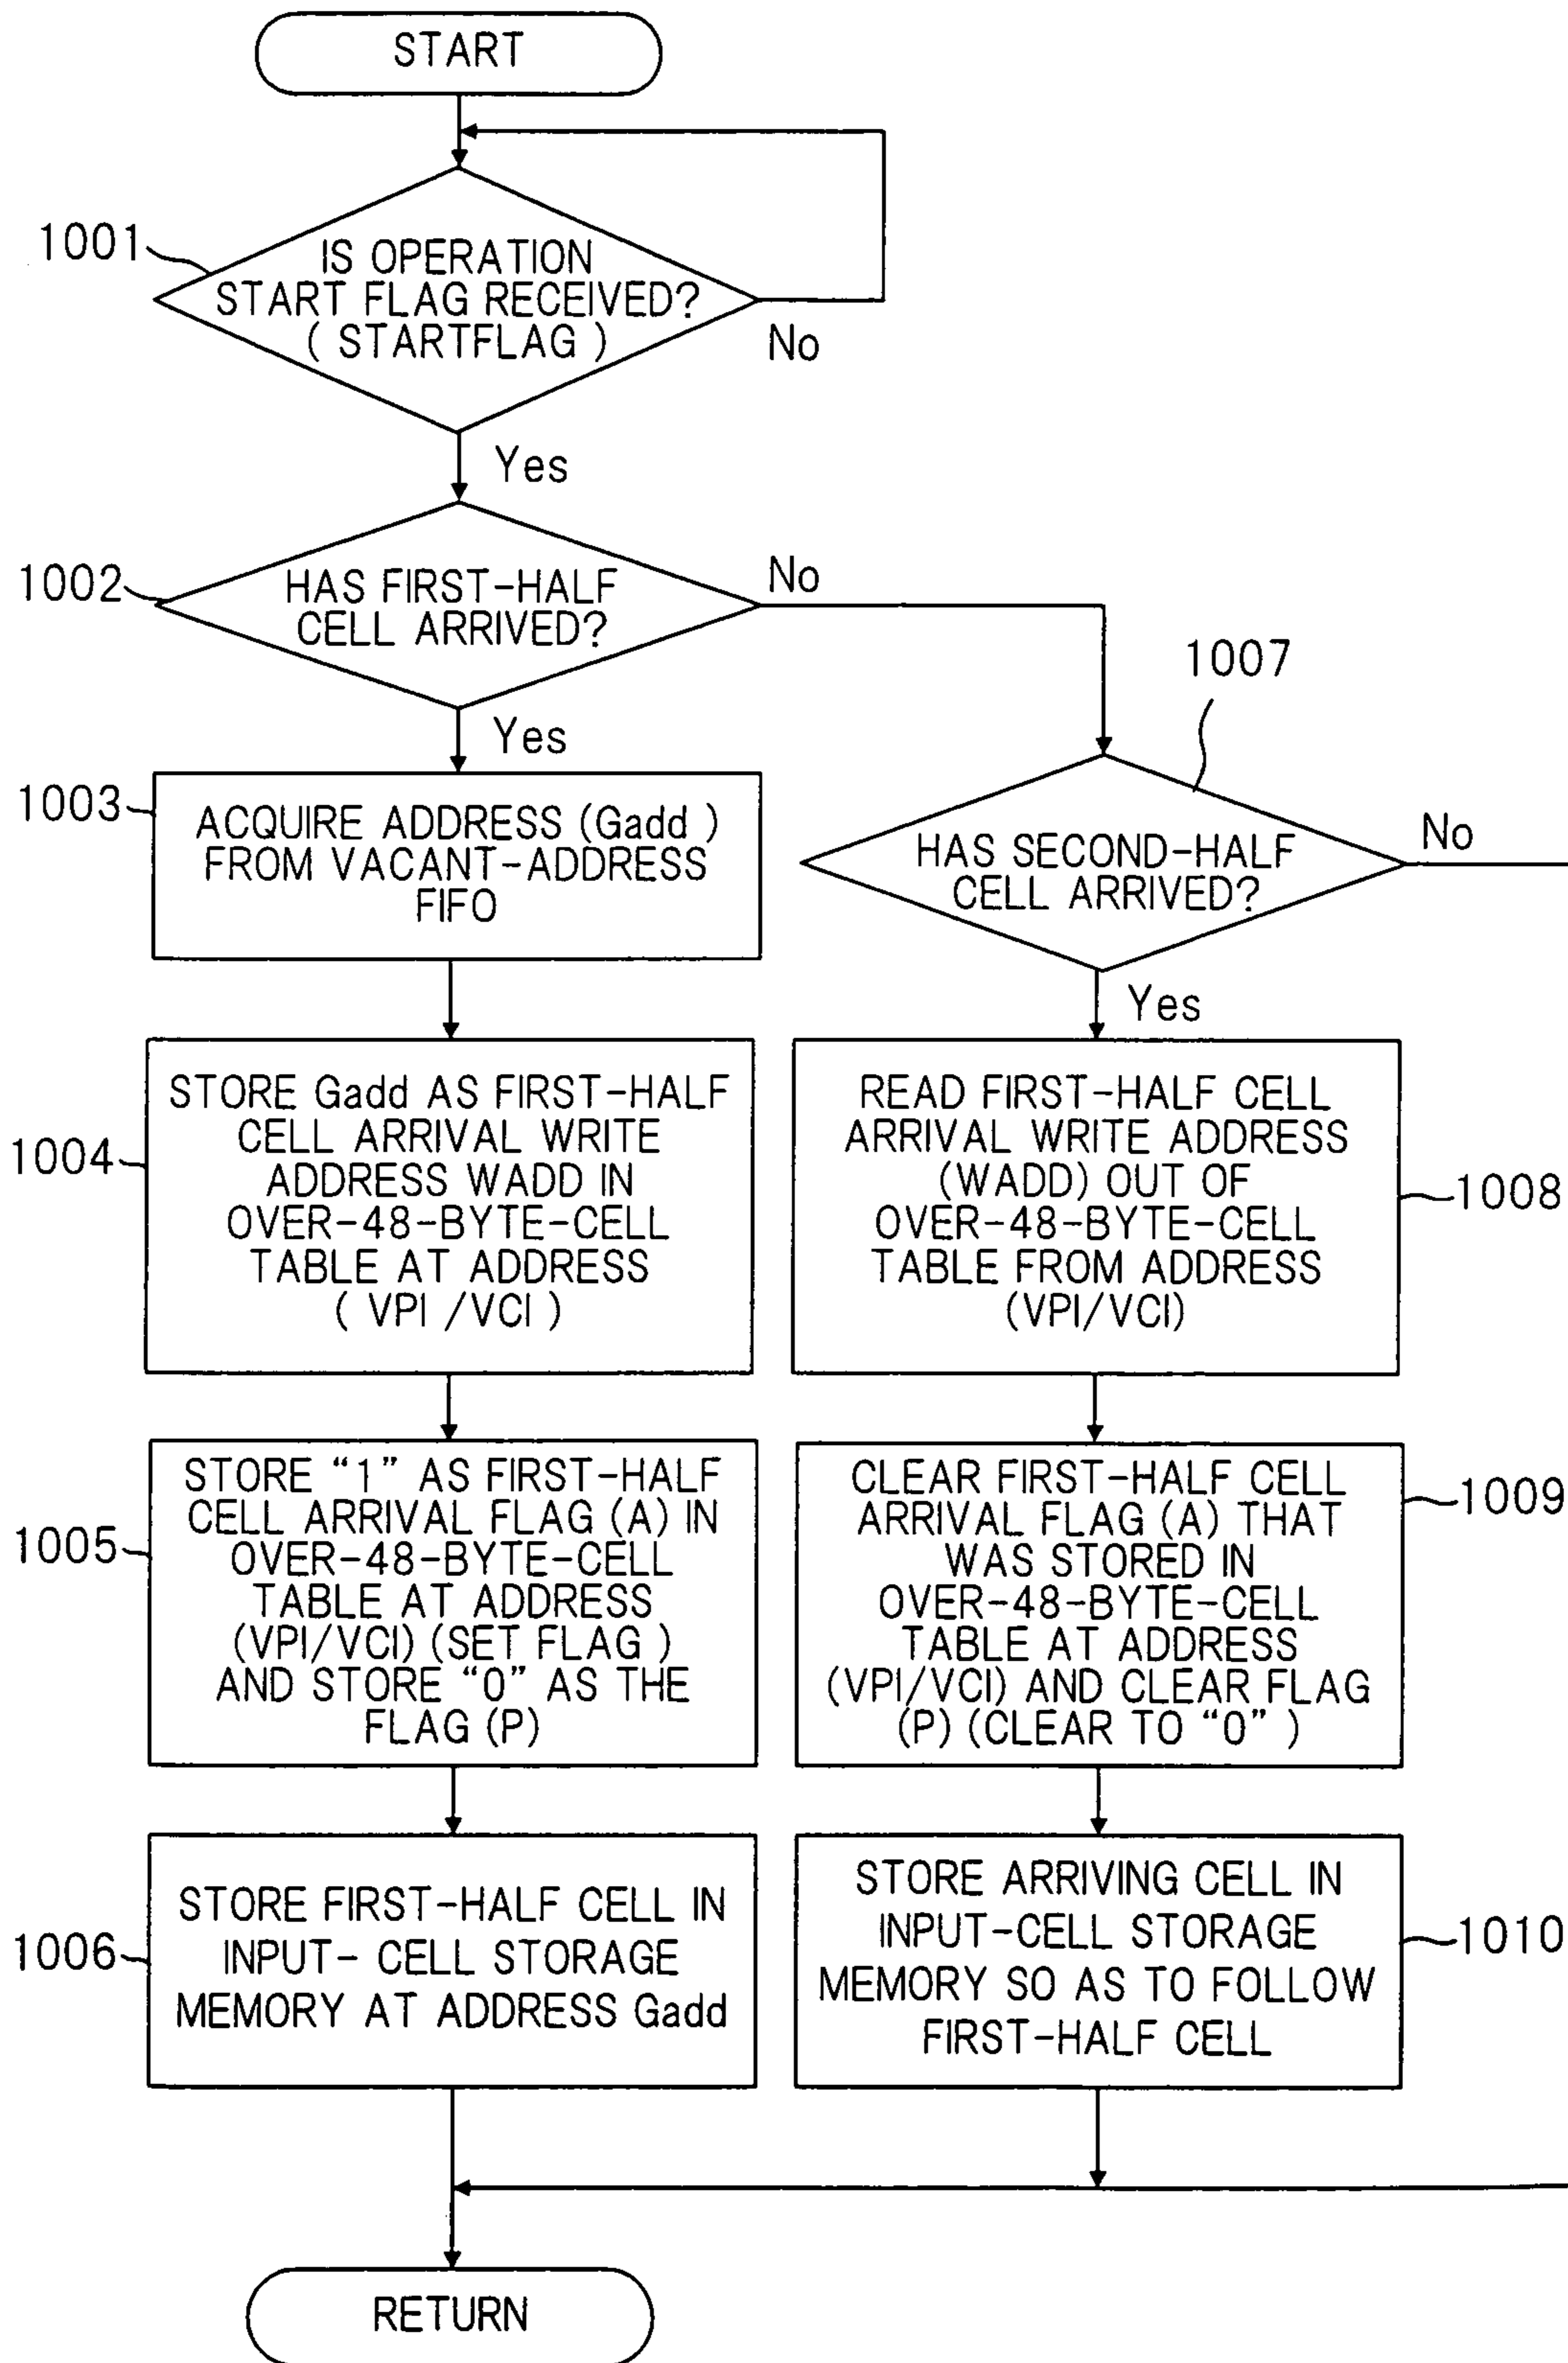 START
1001
IS OPERATION
START FLAG RECEIVED?
( STARTFLAG )
No
Yes
1002
HAS FIRST-HALF
CELL ARRIVED?
No
Yes
1007
HAS SECOND-HALF
CELL ARRIVED?
No
Yes
1003
ACQUIRE ADDRESS (Gadd )
FROM VACANT-ADDRESS
FIFO
1004
STORE Gadd AS FIRST-HALF
CELL ARRIVAL WRITE
ADDRESS WADD IN
OVER-48-BYTE-CELL
TABLE AT ADDRESS
( VPI /VCI )
READ FIRST-HALF CELL
ARRIVAL WRITE ADDRESS
(WADD) OUT OF
OVER-48-BYTE-CELL
TABLE FROM ADDRESS
(VPI/VCI)
1008
1005
STORE “1” AS FIRST-HALF
CELL ARRIVAL FLAG (A) IN
OVER-48-BYTE-CELL
TABLE AT ADDRESS
(VPI/VCI) (SET FLAG )
AND STORE “0” AS THE
FLAG (P)
CLEAR FIRST-HALF CELL
ARRIVAL FLAG (A) THAT
WAS STORED IN
OVER-48-BYTE-CELL
TABLE AT ADDRESS
(VPI/VCI) AND CLEAR FLAG
(P) (CLEAR TO “0” )
1009
1006
STORE FIRST-HALF CELL IN
INPUT- CELL STORAGE
MEMORY AT ADDRESS Gadd
STORE ARRIVING CELL IN
INPUT-CELL STORAGE
MEMORY SO AS TO FOLLOW
FIRST-HALF CELL
1010
RETURN